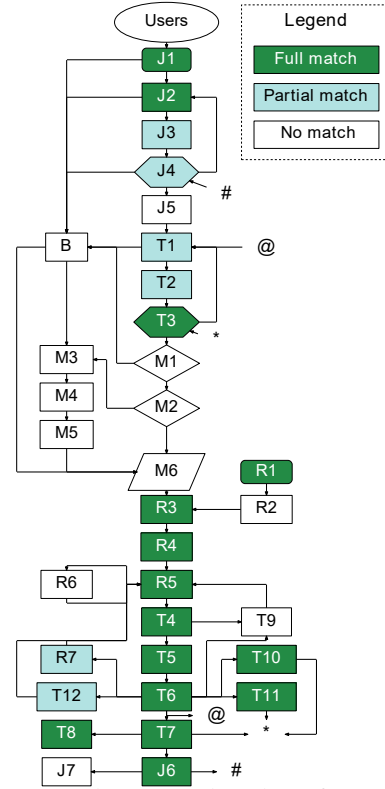 Users
Legend
J1
Full match
J2
Partial match
J3
No match
J4
#
J5
B
T1
@
T2
T3
*
M1
M3
M2
M4
M5
M6
R1
R3
R2
R4
R6
R5
T4
T9
R7
T5
T10
T12
T6
T11
@
T8
T7
*
J7
J6
#